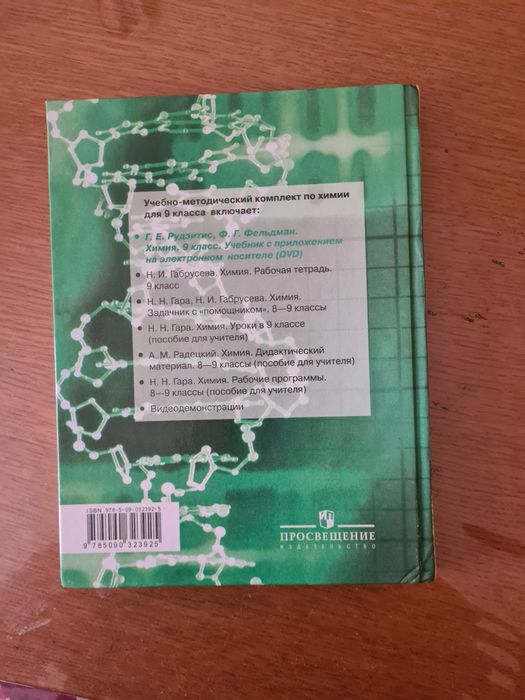 Учебно-методический комплект по химии
для 9 класса включает:
• Г. Е. Рудзитис, Ф. Г. Фельдман.
Химия. 9 класс. Учебник с приложением
на электронном носителе (DVD)
• Н. И. Габрусева. Химия. Рабочая тетрадь.
9 класс
• Н. Н. Гара, Н. И. Габрусева. Химия.
Задачник с «помощником». 8—9 классы
• Н. Н. Гара. Химия. Уроки в 9 классе
(пособие для учителя)
• А. М. Радецкий. Химия. Дидактический
материал. 8—9 классы (пособие для учителя)
• Н. Н. Гара. Химия. Рабочие программы.
8—9 классы (пособие для учителя)
• Видеодемонстрации
ISBN 978-5-09-032392-5
9 785090 323925
ПРОСВЕЩЕНИЕ
ИЗДАТЕЛЬСТВО